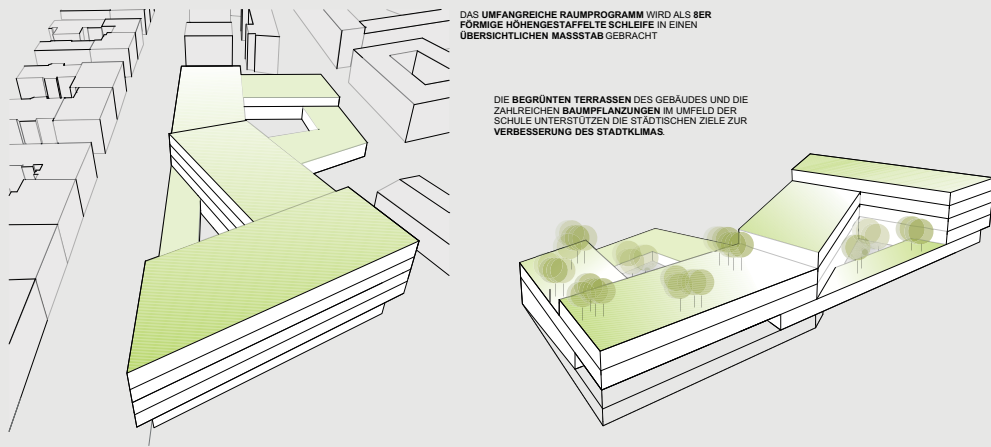 DAS UMFANGREICHE RAUMPROGRAMM WIRD ALS 8ER
FÖRMIGE HÖHENGESTAFFELTE SCHLEIFE IN EINEN
ÜBERSICHTLICHEN MASSSTAB GEBRACHT
DIE BEGRÜNTEN TERRASSEN DES GEBÄUDES UND DIE
ZAHLREICHEN BAUMPFLANZUNGEN IM UMFELD DER
SCHULE UNTERSTÜTZEN DIE STÄDTISCHEN ZIELE ZUR
VERBESSERUNG DES STADTKLIMAS.